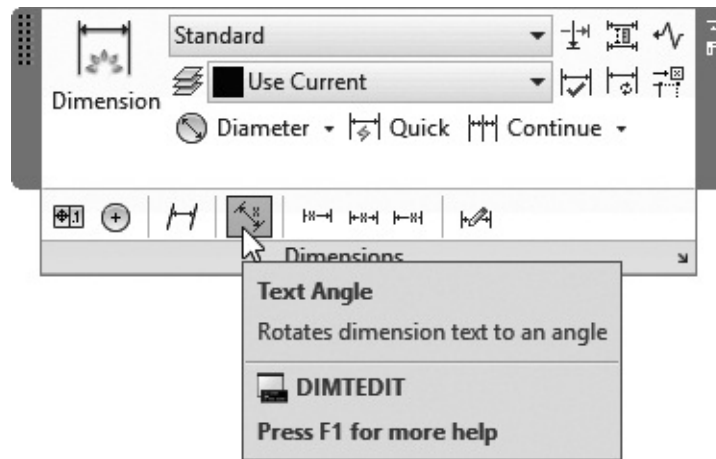 Standard
Use Current
Dimension
Diameter
Quick
Continue
Dimensions
Text Angle
Rotates dimension text to an angle
DIMTEDIT
Press F1 for more help